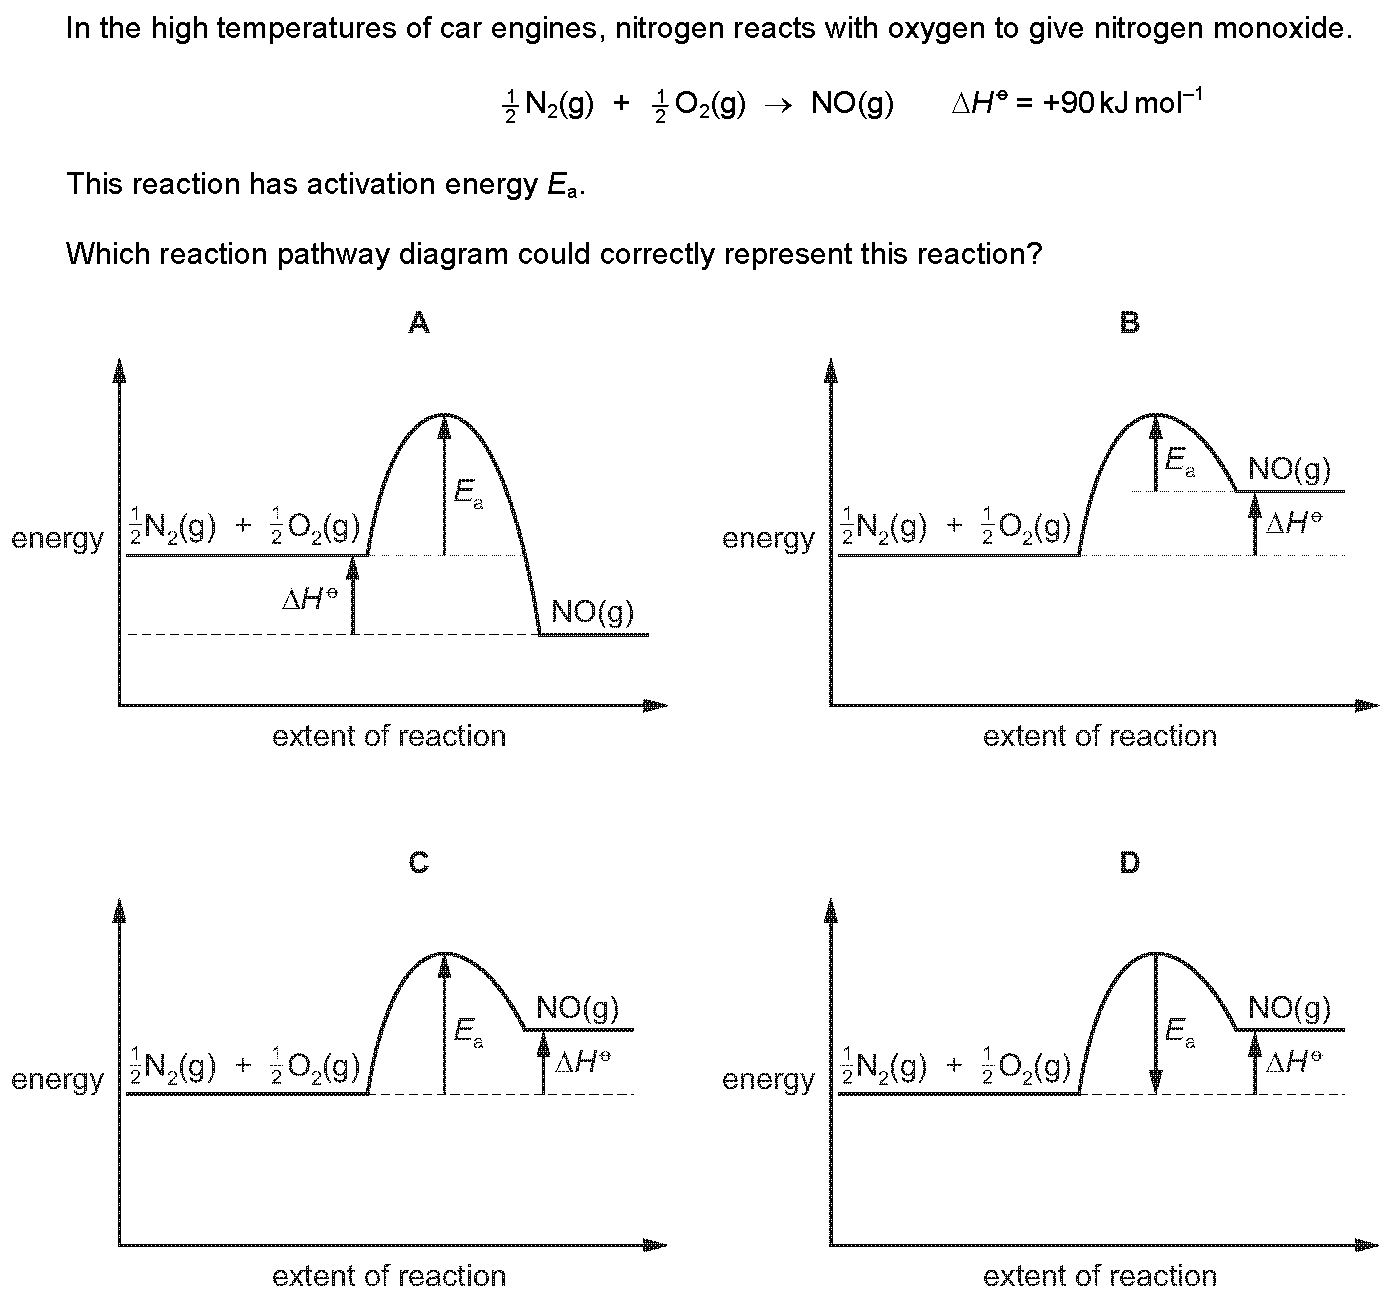 In the high temperatures of car engines, nitrogen reacts with oxygen to give nitrogen monoxide.
½N₂(g) + ½O₂(g) → NO(g) ΔH⦵ = +90 kJ mol⁻¹
This reaction has activation energy Eₐ.
Which reaction pathway diagram could correctly represent this reaction?
A
energy
½N₂(g) + ½O₂(g)
Eₐ
ΔH⦵
NO(g)
extent of reaction
B
energy
½N₂(g) + ½O₂(g)
Eₐ
NO(g)
ΔH⦵
extent of reaction
C
energy
½N₂(g) + ½O₂(g)
Eₐ
NO(g)
ΔH⦵
extent of reaction
D
energy
½N₂(g) + ½O₂(g)
Eₐ
NO(g)
ΔH⦵
extent of reaction